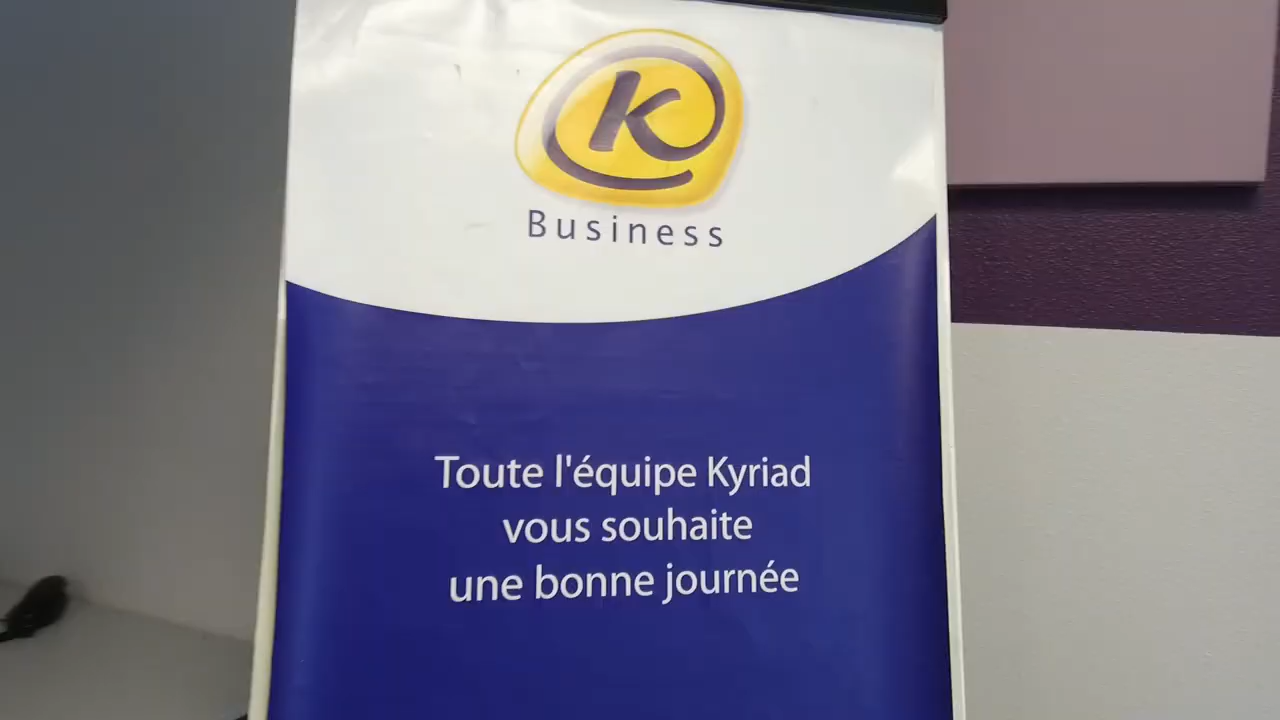 K
Business
Toute l'équipe Kyriad
vous souhaite
une bonne journée